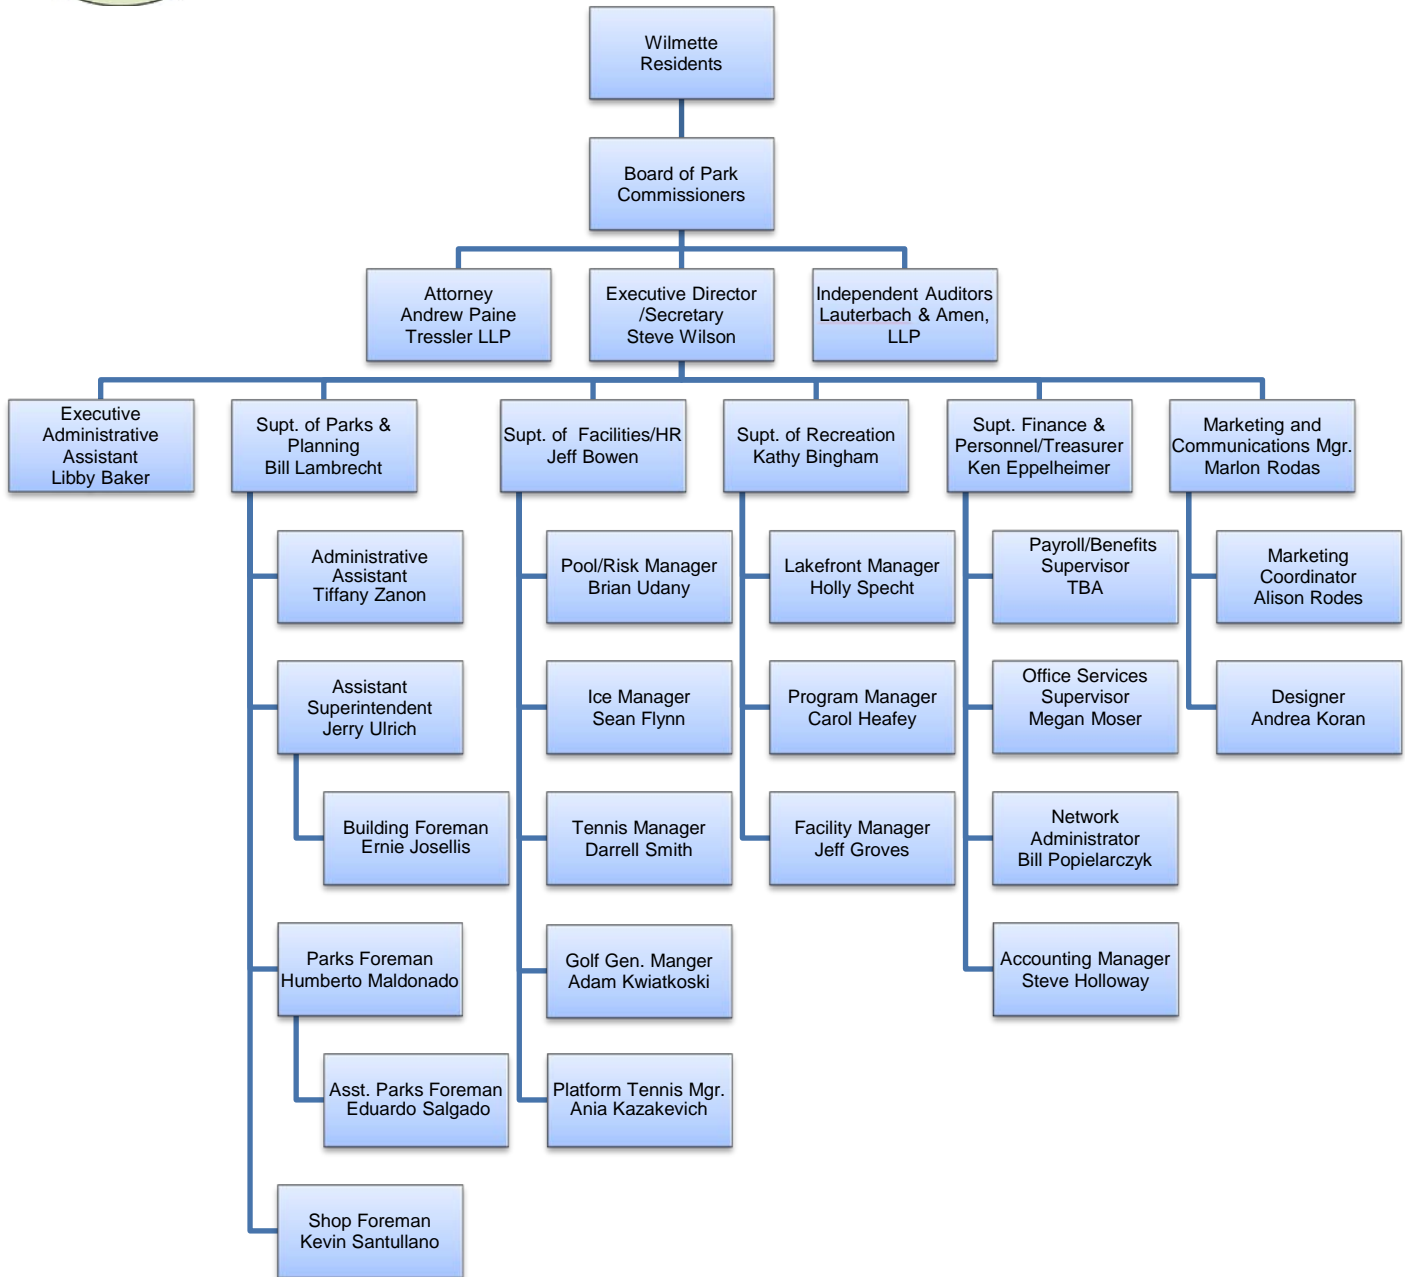 Wilmette
Residents
Board of Park
Commissioners
Attorney
Andrew Paine
Tressler LLP
Executive Director
/Secretary
Steve Wilson
Independent Auditors
Lauterbach & Amen,
LLP
Executive
Administrative
Assistant
Libby Baker
Supt. of Parks &
Planning
Bill Lambrecht
Supt. of Facilities/HR
Jeff Bowen
Supt. of Recreation
Kathy Bingham
Supt. Finance &
Personnel/Treasurer
Ken Eppelheimer
Marketing and
Communications Mgr.
Marlon Rodas
Administrative
Assistant
Tiffany Zanon
Assistant
Superintendent
Jerry Ulrich
Building Foreman
Ernie Josellis
Parks Foreman
Humberto Maldonado
Asst. Parks Foreman
Eduardo Salgado
Shop Foreman
Kevin Santullano
Pool/Risk Manager
Brian Udany
Ice Manager
Sean Flynn
Tennis Manager
Darrell Smith
Golf Gen. Manger
Adam Kwiatkoski
Platform Tennis Mgr.
Ania Kazakevich
Lakefront Manager
Holly Specht
Program Manager
Carol Heafey
Facility Manager
Jeff Groves
Payroll/Benefits
Supervisor
TBA
Office Services
Supervisor
Megan Moser
Network
Administrator
Bill Popielarczyk
Accounting Manager
Steve Holloway
Marketing
Coordinator
Alison Rodes
Designer
Andrea Koran